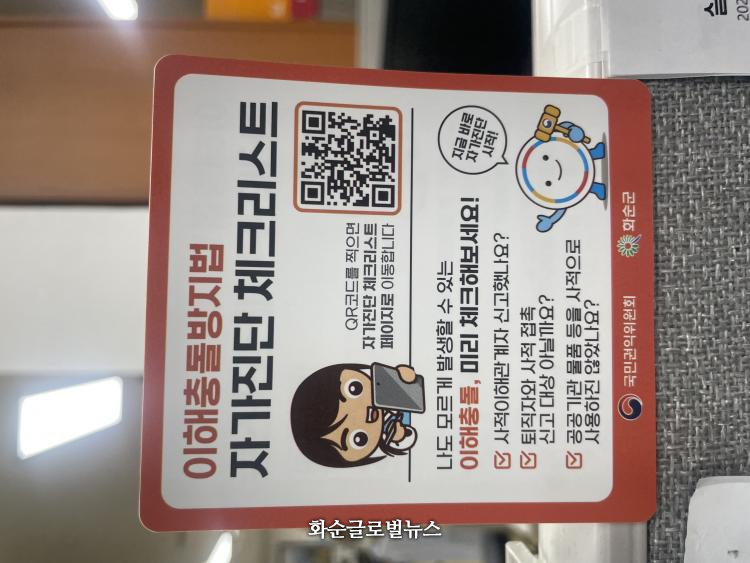 이해충돌방지법
자가진단 체크리스트
QR코드를 찍으면
자가진단 체크리스트
페이지로 이동합니다
나도 모르게 발생할 수 있는
이해충돌, 미리 체크해보세요!
지금 바로
자가진단
시작!
사적이해관계자 신고했나요?
퇴직자와 사적 접촉
신고 대상 아닐까요?
공공기관 물품 등을 사적으로
사용하진 않았나요?
국민권익위원회
화순군
화순글로벌뉴스